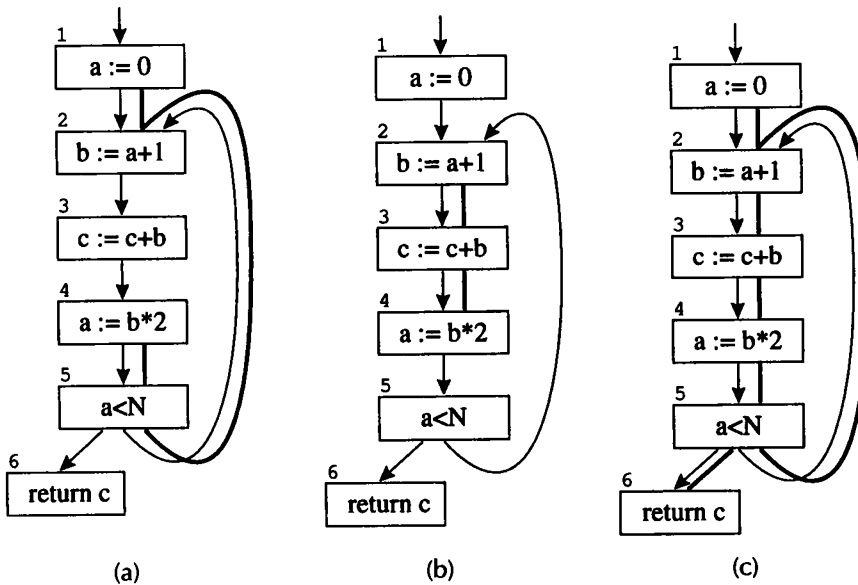 1
a := 0
2
b := a+1
3
c := c+b
4
a := b*2
5
a<N
6
return c
(a)
1
a := 0
2
b := a+1
3
c := c+b
4
a := b*2
5
a<N
6
return c
(b)
1
a := 0
2
b := a+1
3
c := c+b
4
a := b*2
5
a<N
6
return c
(c)